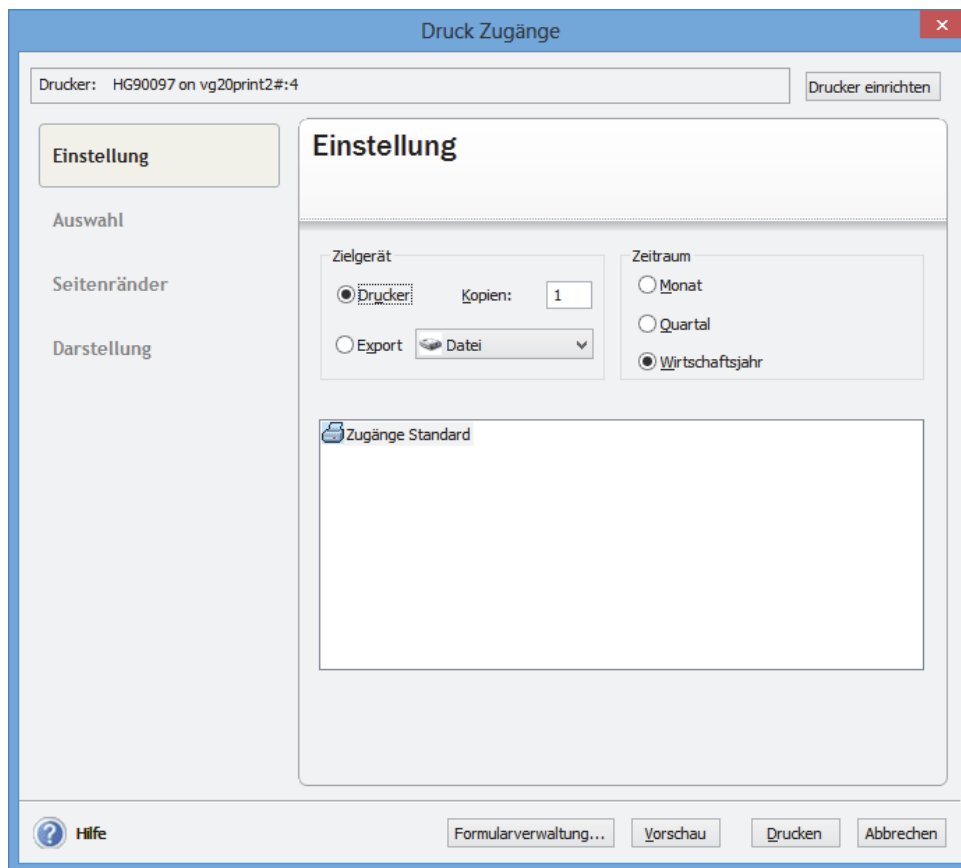 Druck Zugänge
Drucker: HG90097 on vg20print2#:4
Drucker einrichten
Einstellung
Auswahl
Seitenränder
Darstellung
Einstellung
Zielgerät
Drucker Kopien: 1
Export Datei
Zeitraum
Monat
Quartal
Wirtschaftsjahr
Zugänge Standard
Hilfe
Formularverwaltung...
Vorschau
Drucken
Abbrechen